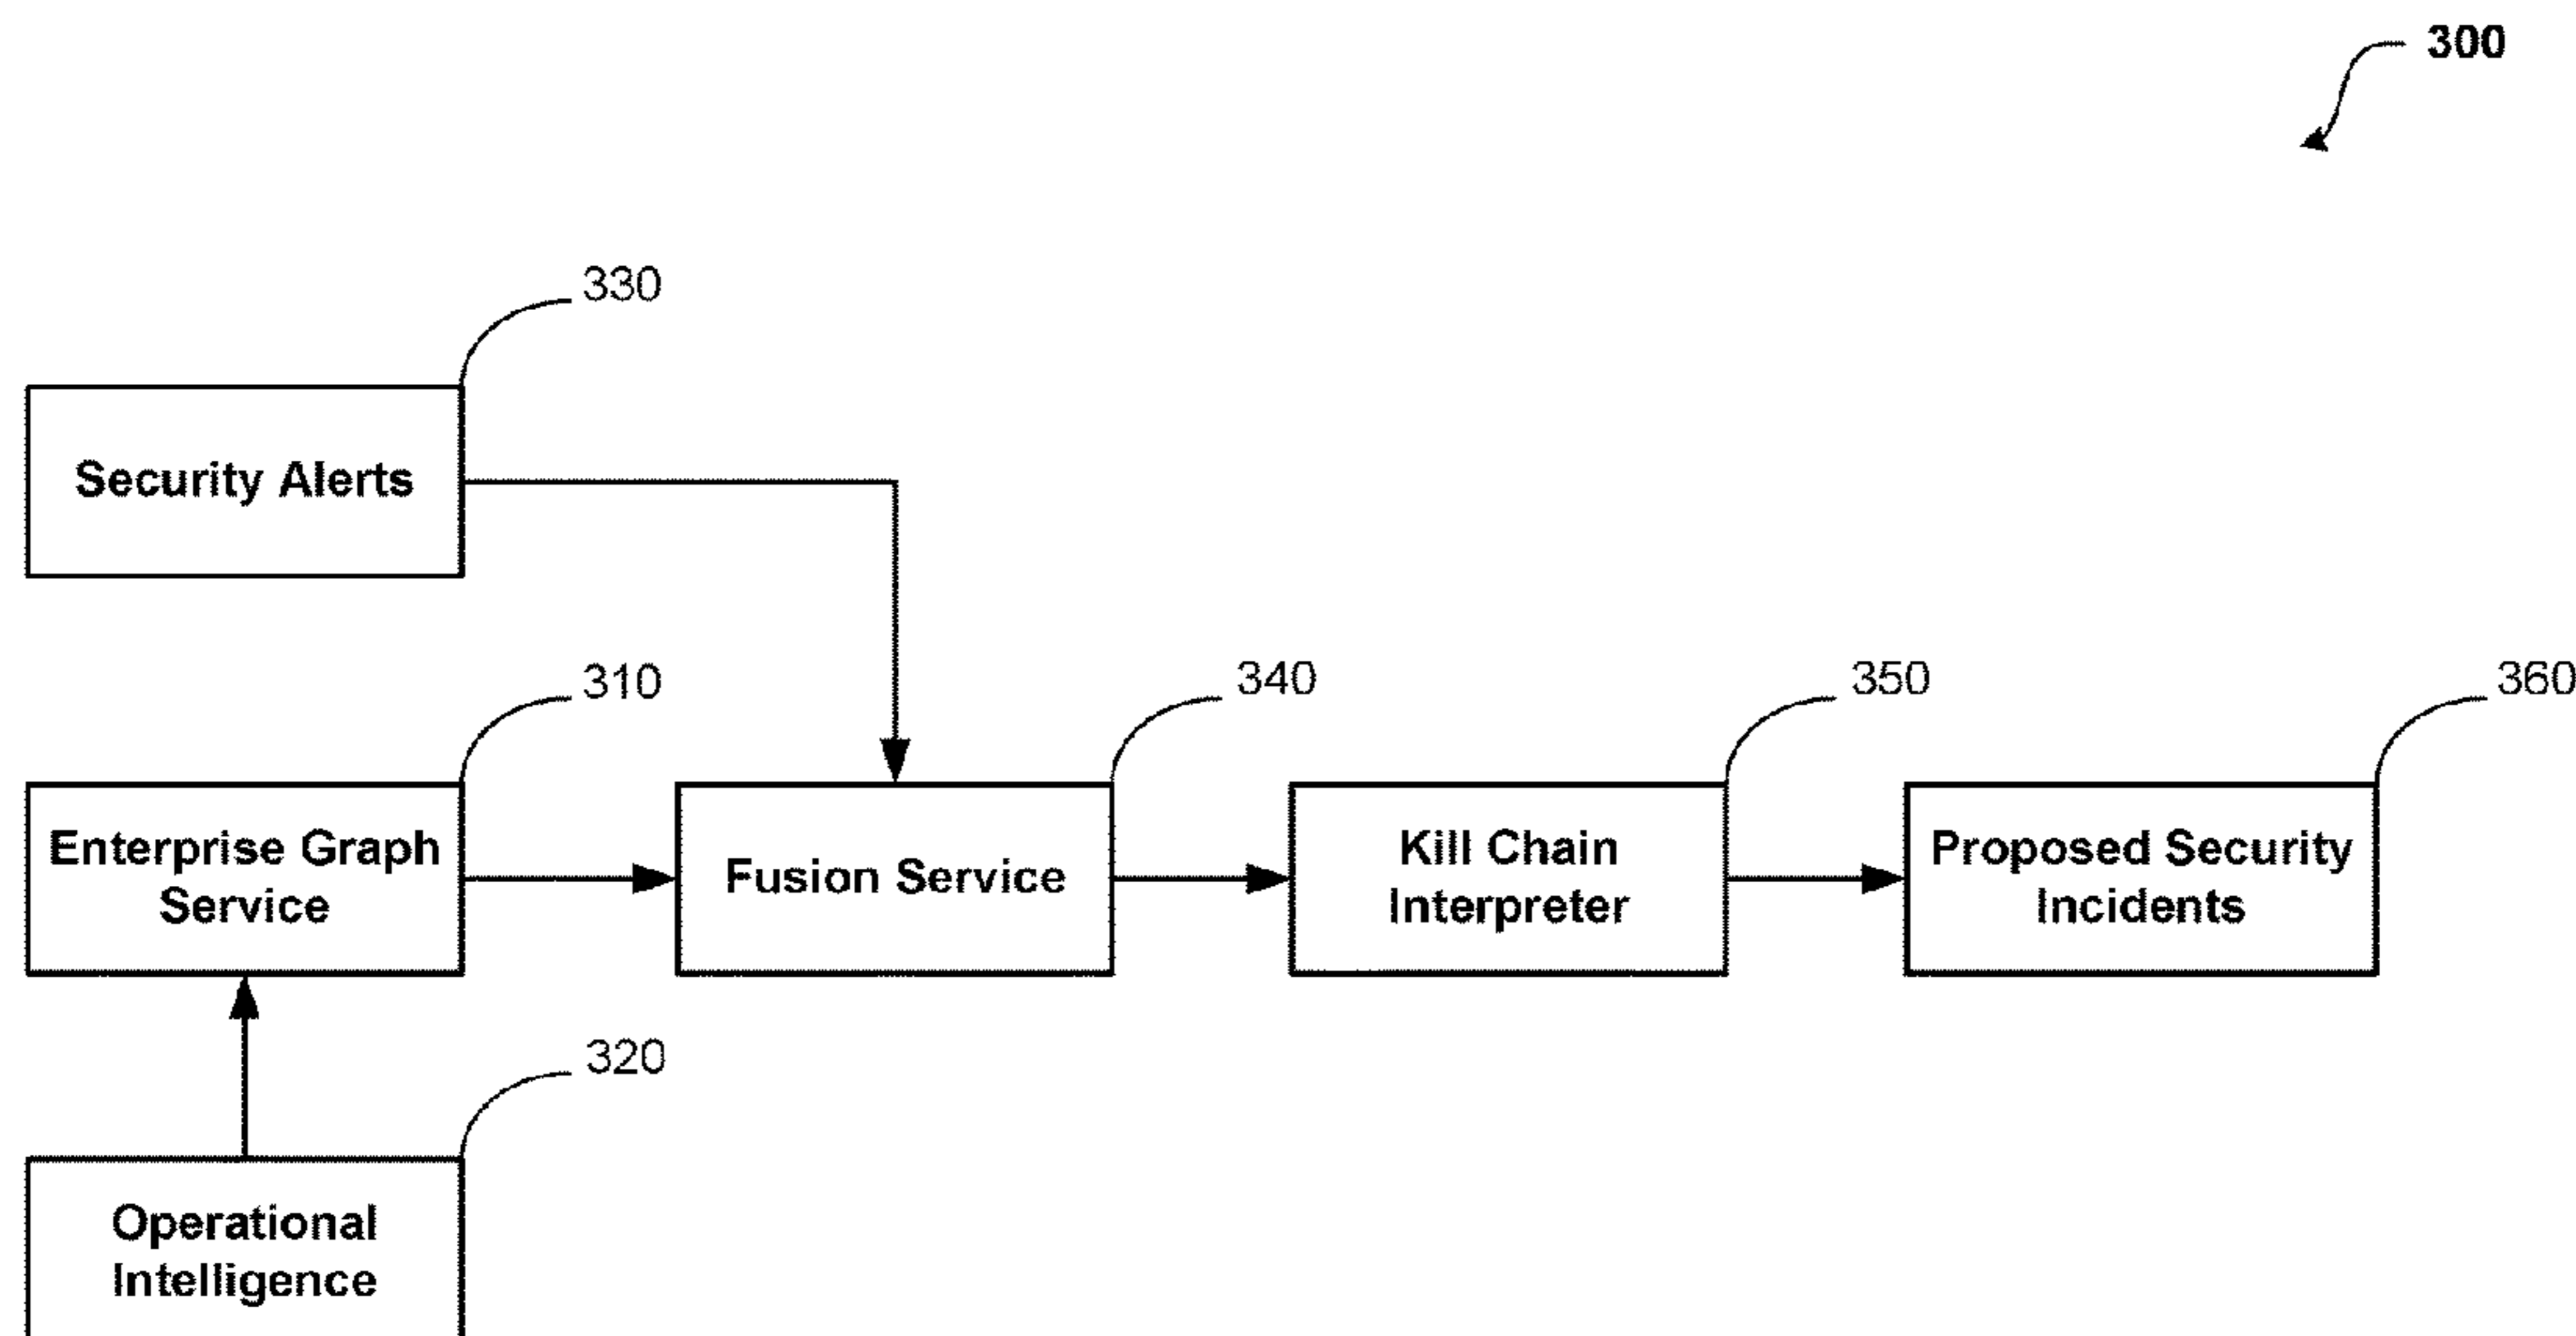 300
330
Security Alerts
310
340
350
360
Enterprise Graph
Service
Fusion Service
Kill Chain
Interpreter
Proposed Security
Incidents
320
Operational
Intelligence